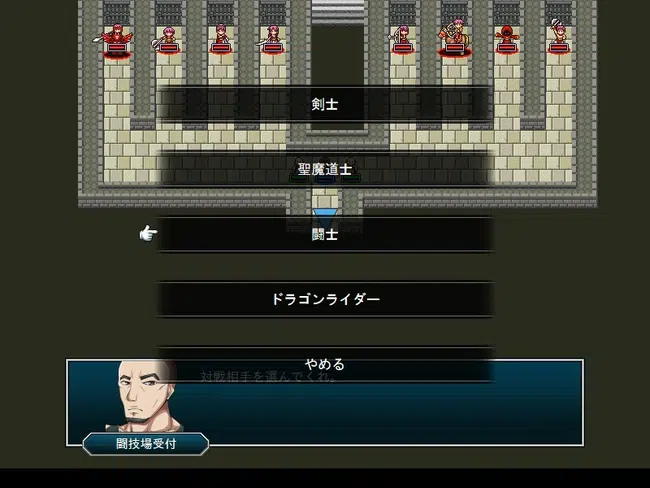 剣士
聖魔道士
闘士
ドラゴンライダー
やめる
対戦相手を選んでくれ。
闘技場受付